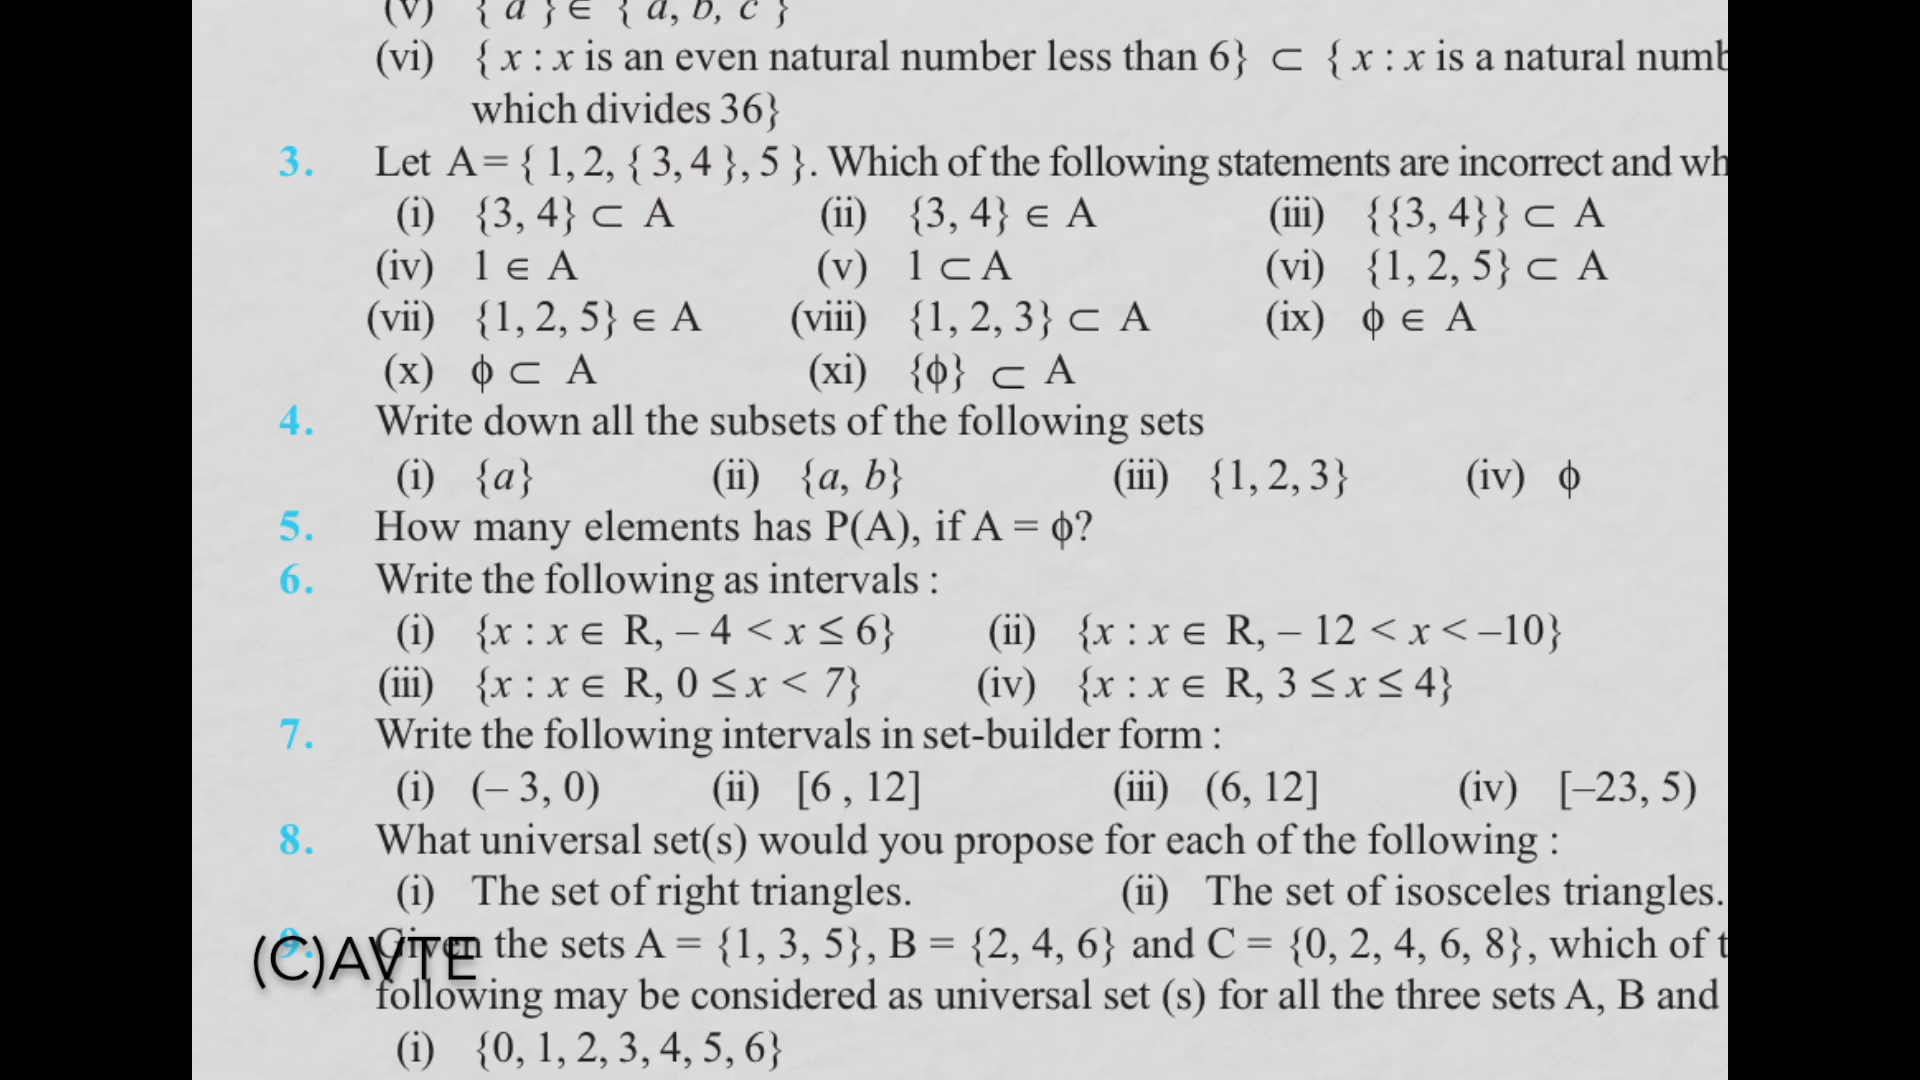 (v) { a } ∈ { a, b, c }
(vi) { x : x is an even natural number less than 6} ⊂ { x : x is a natural numb
which divides 36}
3. Let A = { 1, 2, { 3, 4 }, 5 }. Which of the following statements are incorrect and wh
(i) {3, 4} ⊂ A (ii) {3, 4} ∈ A (iii) {{3, 4}} ⊂ A
(iv) 1 ∈ A (v) 1 ⊂ A (vi) {1, 2, 5} ⊂ A
(vii) {1, 2, 5} ∈ A (viii) {1, 2, 3} ⊂ A (ix) ϕ ∈ A
(x) ϕ ⊂ A (xi) {ϕ} ⊂ A
4. Write down all the subsets of the following sets
(i) {a} (ii) {a, b} (iii) {1, 2, 3} (iv) ϕ
5. How many elements has P(A), if A = ϕ?
6. Write the following as intervals :
(i) {x : x ∈ R, – 4 < x ≤ 6} (ii) {x : x ∈ R, – 12 < x < –10}
(iii) {x : x ∈ R, 0 ≤ x < 7} (iv) {x : x ∈ R, 3 ≤ x ≤ 4}
7. Write the following intervals in set-builder form :
(i) (– 3, 0) (ii) [6 , 12] (iii) (6, 12] (iv) [–23, 5)
8. What universal set(s) would you propose for each of the following :
(i) The set of right triangles. (ii) The set of isosceles triangles.
9. Given the sets A = {1, 3, 5}, B = {2, 4, 6} and C = {0, 2, 4, 6, 8}, which of t
(C)AVTE
following may be considered as universal set (s) for all the three sets A, B and
(i) {0, 1, 2, 3, 4, 5, 6}